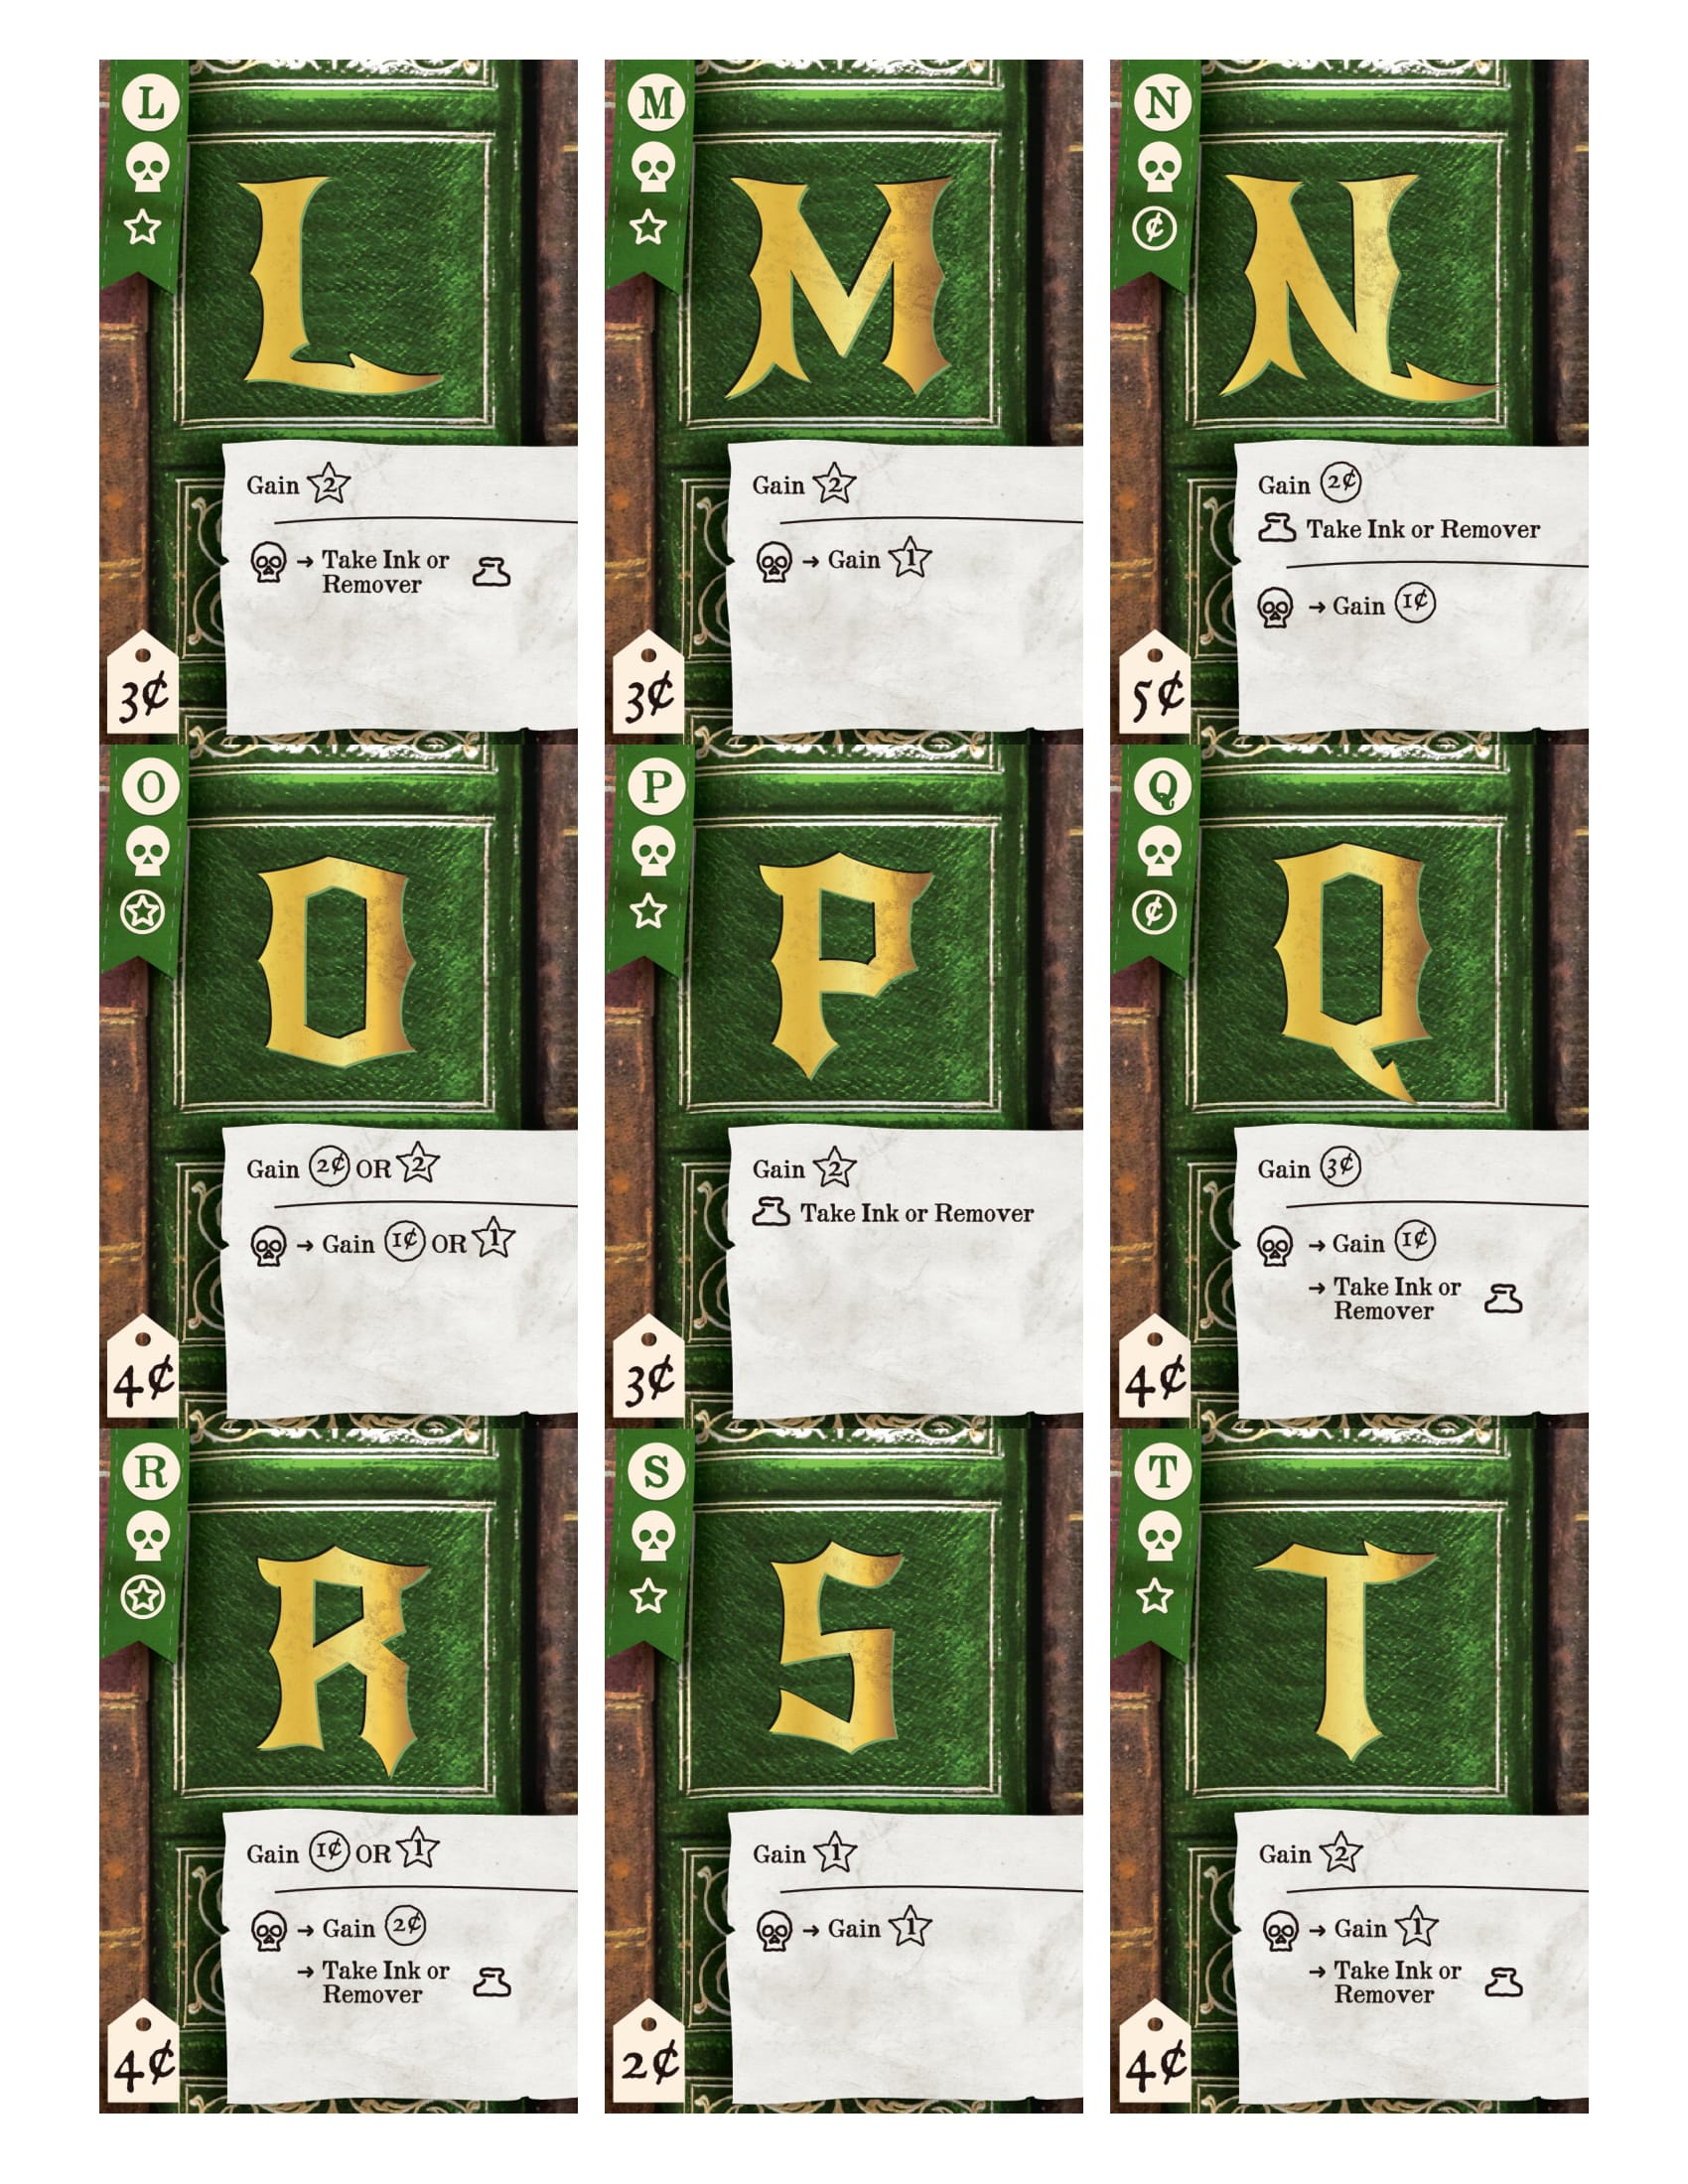 L
L
Gain 2
→ Take Ink or
Remover
3¢
M
M
Gain 2
→ Gain 1
3¢
N
¢
N
Gain 2¢
Take Ink or Remover
→ Gain 1¢
5¢
O
O
Gain 2¢ OR 2
→ Gain 1¢ OR 1
4¢
P
P
Gain 2
Take Ink or Remover
3¢
Q
¢
Q
Gain 3¢
→ Gain 1¢
→ Take Ink or
Remover
4¢
R
R
Gain 1¢ OR 1
→ Gain 2¢
→ Take Ink or
Remover
4¢
S
S
Gain 1
→ Gain 1
2¢
T
T
Gain 2
→ Gain 1
→ Take Ink or
Remover
4¢